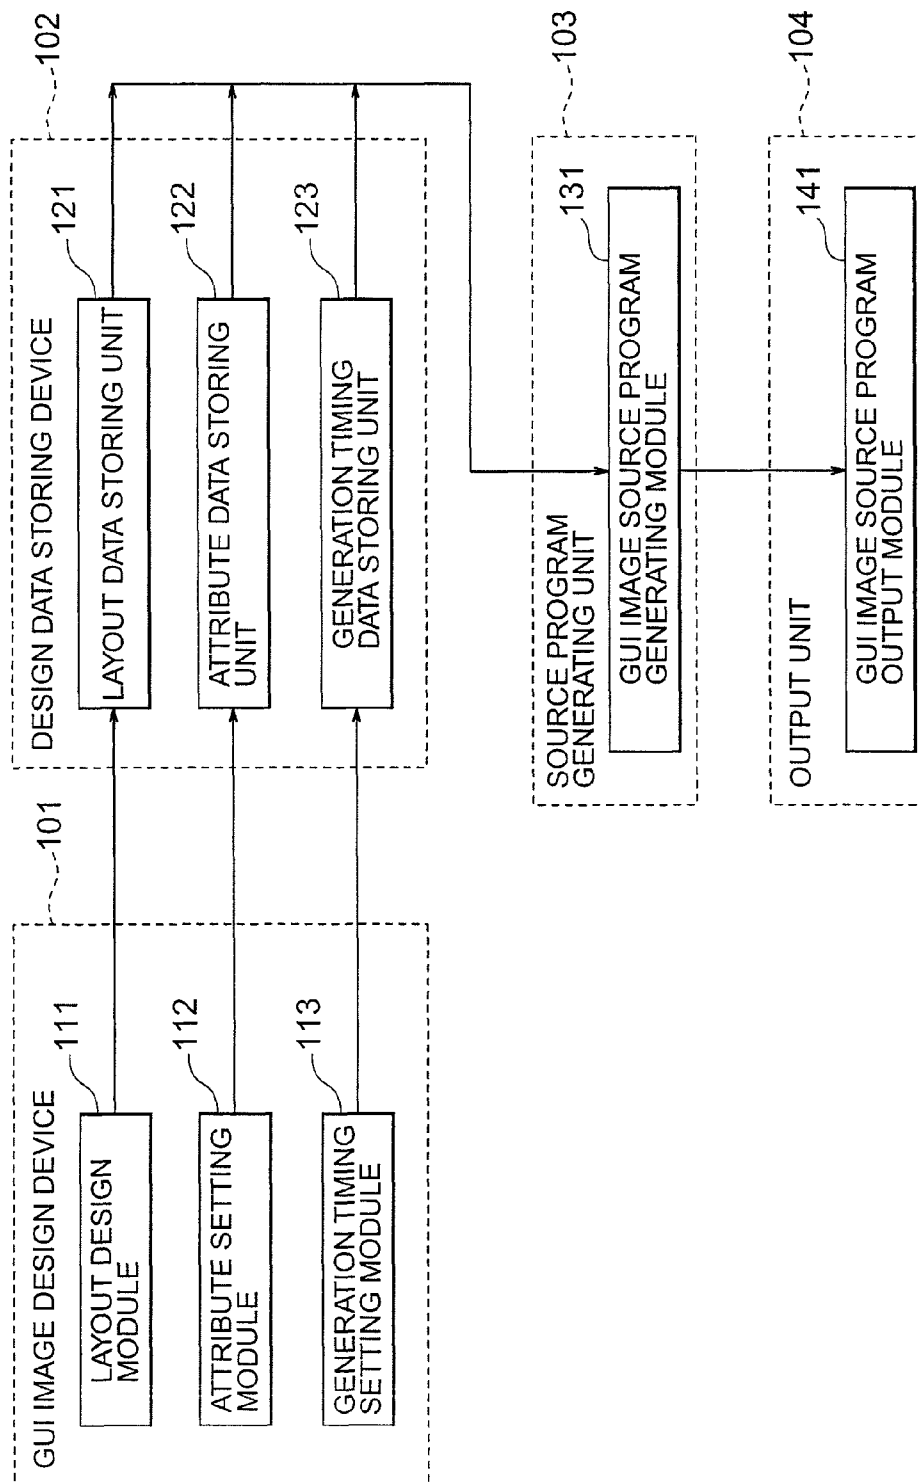 GUI IMAGE DESIGN DEVICE
101
LAYOUT DESIGN
MODULE
111
ATTRIBUTE SETTING
MODULE
112
GENERATION TIMING
SETTING MODULE
113
DESIGN DATA STORING DEVICE
102
LAYOUT DATA STORING UNIT
121
ATTRIBUTE DATA STORING
UNIT
122
GENERATION TIMING
DATA STORING UNIT
123
SOURCE PROGRAM
GENERATING UNIT
103
GUI IMAGE SOURCE PROGRAM
GENERATING MODULE
131
OUTPUT UNIT
104
GUI IMAGE SOURCE PROGRAM
OUTPUT MODULE
141